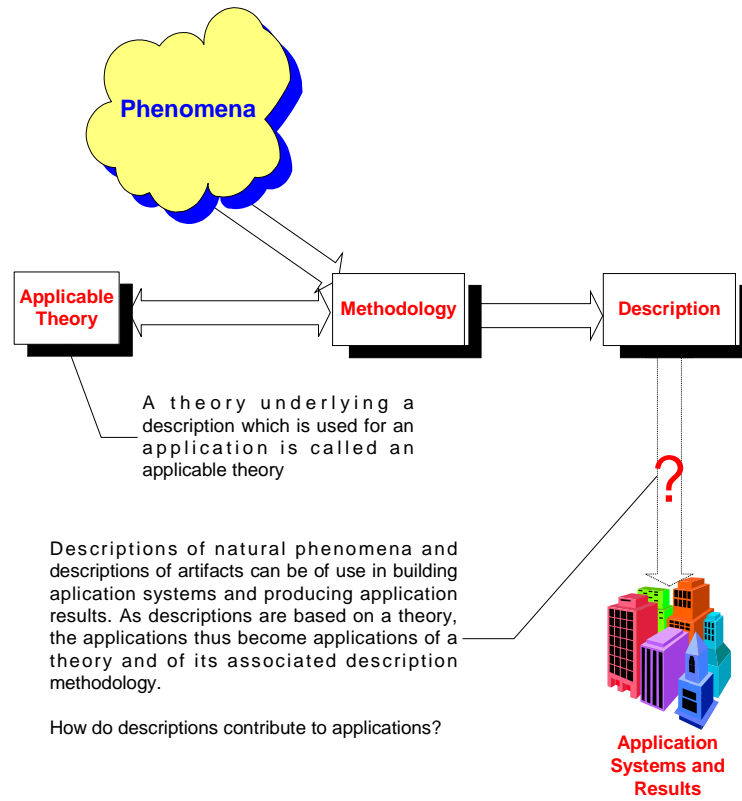 Phenomena
Applicable
Theory
Methodology
Description
A theory underlying a
description which is used for an
application is called an
applicable theory
?
Descriptions of natural phenomena and
descriptions of artifacts can be of use in building
aplication systems and producing application
results. As descriptions are based on a theory,
the applications thus become applications of a
theory and of its associated description
methodology.
How do descriptions contribute to applications?
Application
Systems and
Results